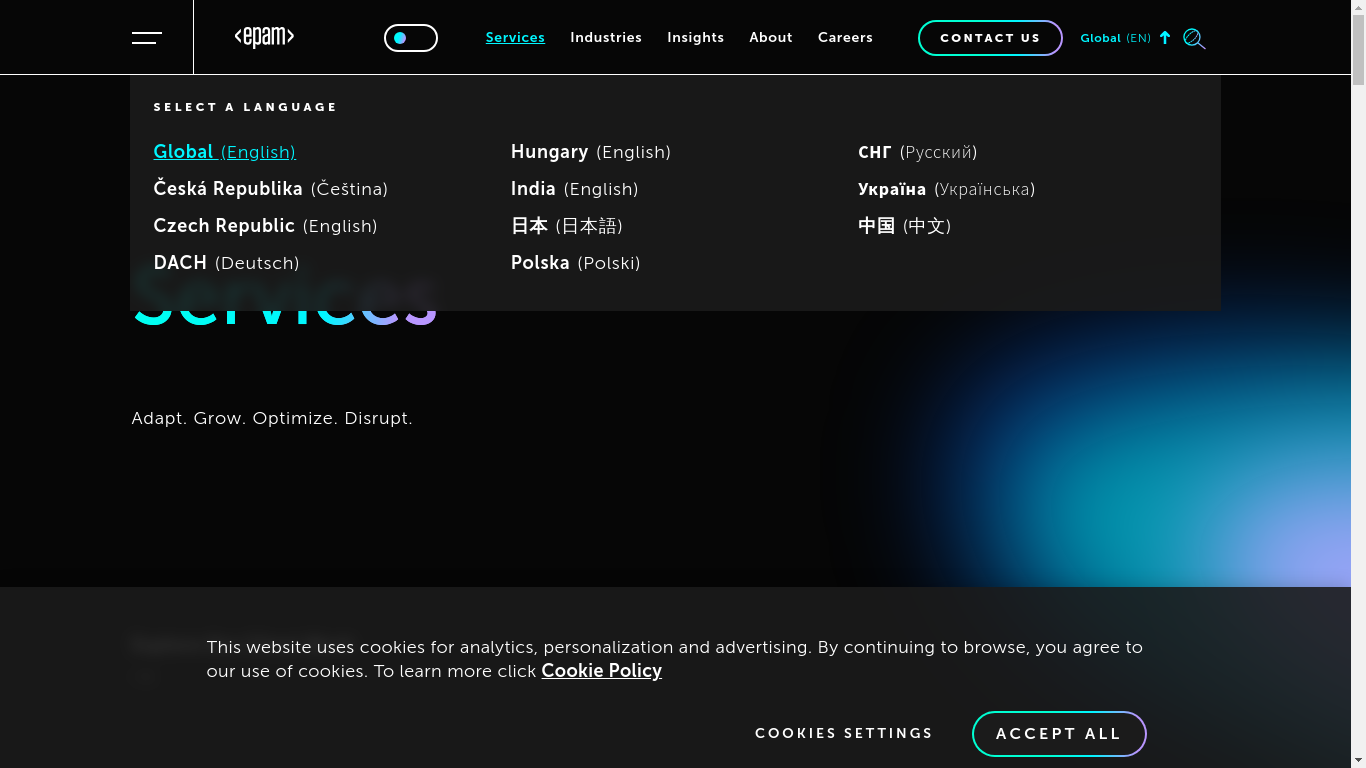 <epam>
Services Industries Insights About Careers
CONTACT US
Global (EN)
SELECT A LANGUAGE
Global (English)
Česká Republika (Čeština)
Czech Republic (English)
DACH (Deutsch)
Hungary (English)
India (English)
日本 (日本語)
Polska (Polski)
СНГ (Русский)
Україна (Українська)
中国 (中文)
Services
Adapt. Grow. Optimize. Disrupt.
This website uses cookies for analytics, personalization and advertising. By continuing to browse, you agree to
our use of cookies. To learn more click Cookie Policy
COOKIES SETTINGS
ACCEPT ALL